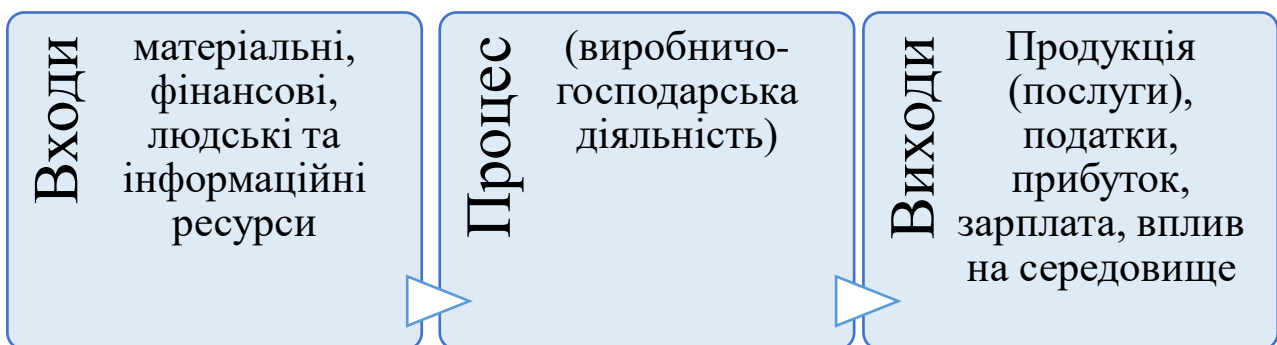 Входи
матеріальні,
фінансові,
людські та
інформаційні
ресурси
Процес
(виробничо-
господарська
діяльність)
Виходи
Продукція
(послуги),
податки,
прибуток,
зарплата, вплив
на середовище